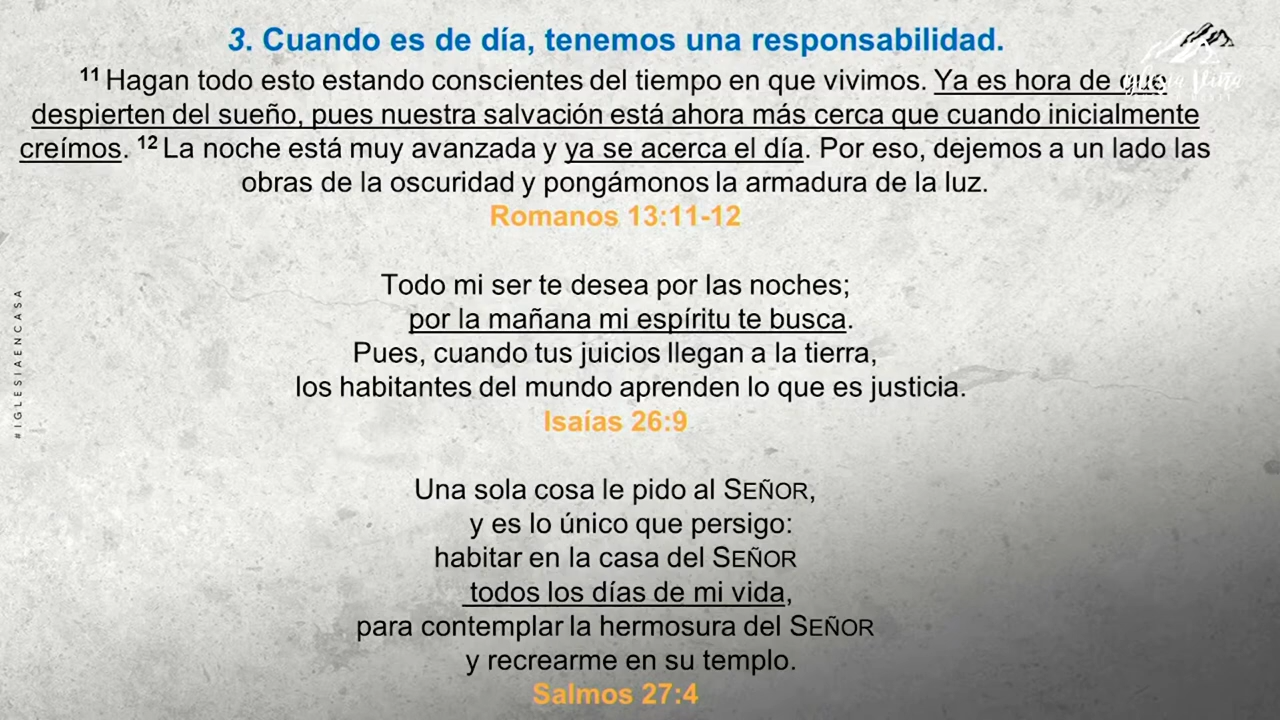 3. Cuando es de día, tenemos una responsabilidad.
11 Hagan todo esto estando conscientes del tiempo en que vivimos. Ya es hora de que
despierten del sueño, pues nuestra salvación está ahora más cerca que cuando inicialmente
creímos. 12 La noche está muy avanzada y ya se acerca el día. Por eso, dejemos a un lado las
obras de la oscuridad y pongámonos la armadura de la luz.
Romanos 13:11-12
Todo mi ser te desea por las noches;
por la mañana mi espíritu te busca.
Pues, cuando tus juicios llegan a la tierra,
los habitantes del mundo aprenden lo que es justicia.
Isaías 26:9
Una sola cosa le pido al SEÑOR,
y es lo único que persigo:
habitar en la casa del SEÑOR
todos los días de mi vida,
para contemplar la hermosura del SEÑOR
y recrearme en su templo.
Salmos 27:4
#IGLESIAENCASA